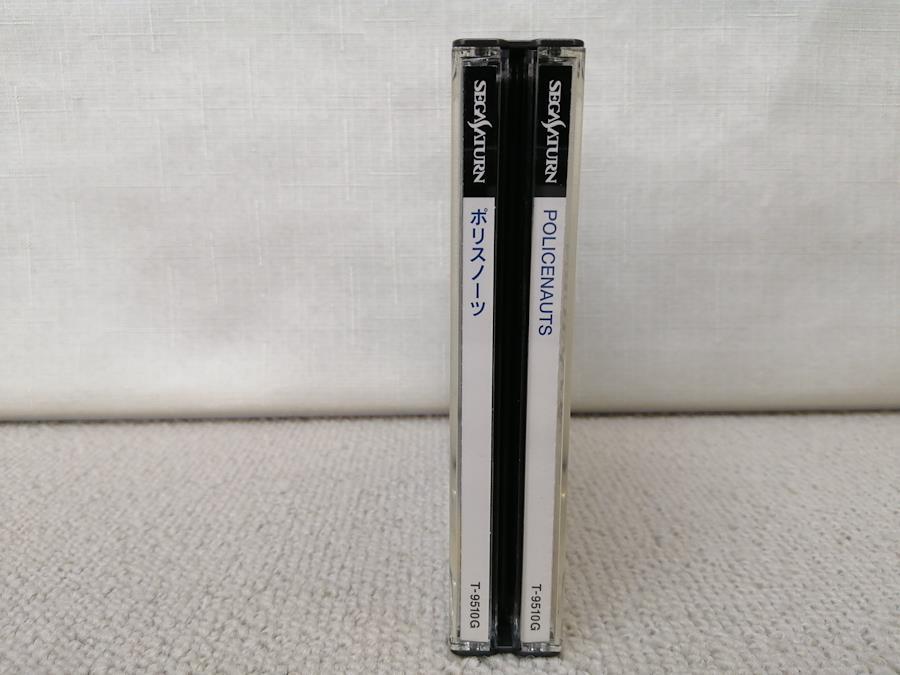 SEGA SATURN
ポリスノーツ
T-9510G
SEGA SATURN
POLICENAUTS
T-9510G